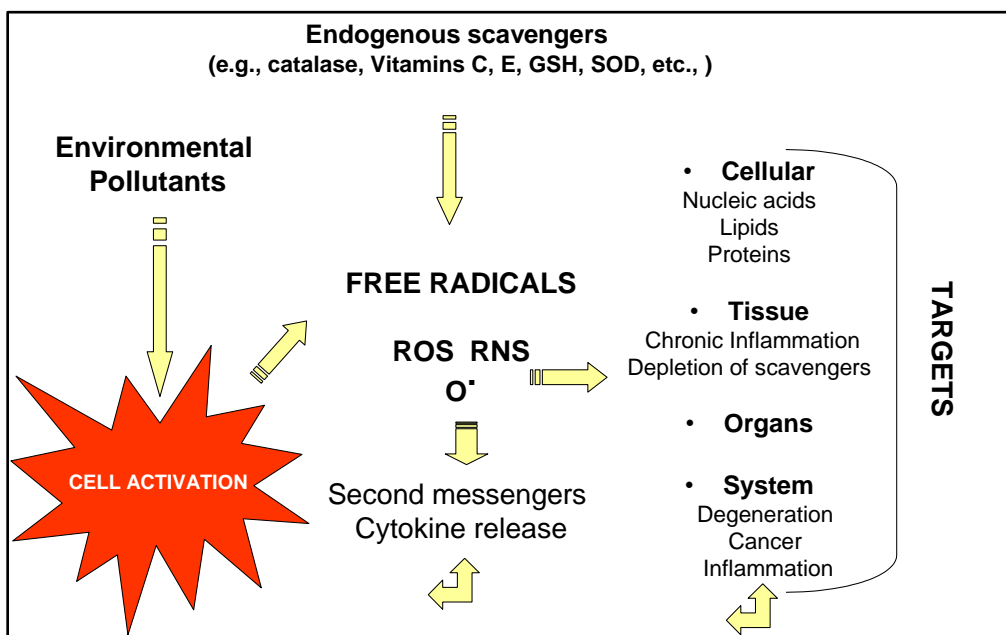 Endogenous scavengers
(e.g., catalase, Vitamins C, E, GSH, SOD, etc., )
Environmental
Pollutants
FREE RADICALS
ROS RNS
O˙
CELL ACTIVATION
Second messengers
Cytokine release
• Cellular
Nucleic acids
Lipids
Proteins
• Tissue
Chronic Inflammation
Depletion of scavengers
• Organs
• System
Degeneration
Cancer
Inflammation
TARGETS